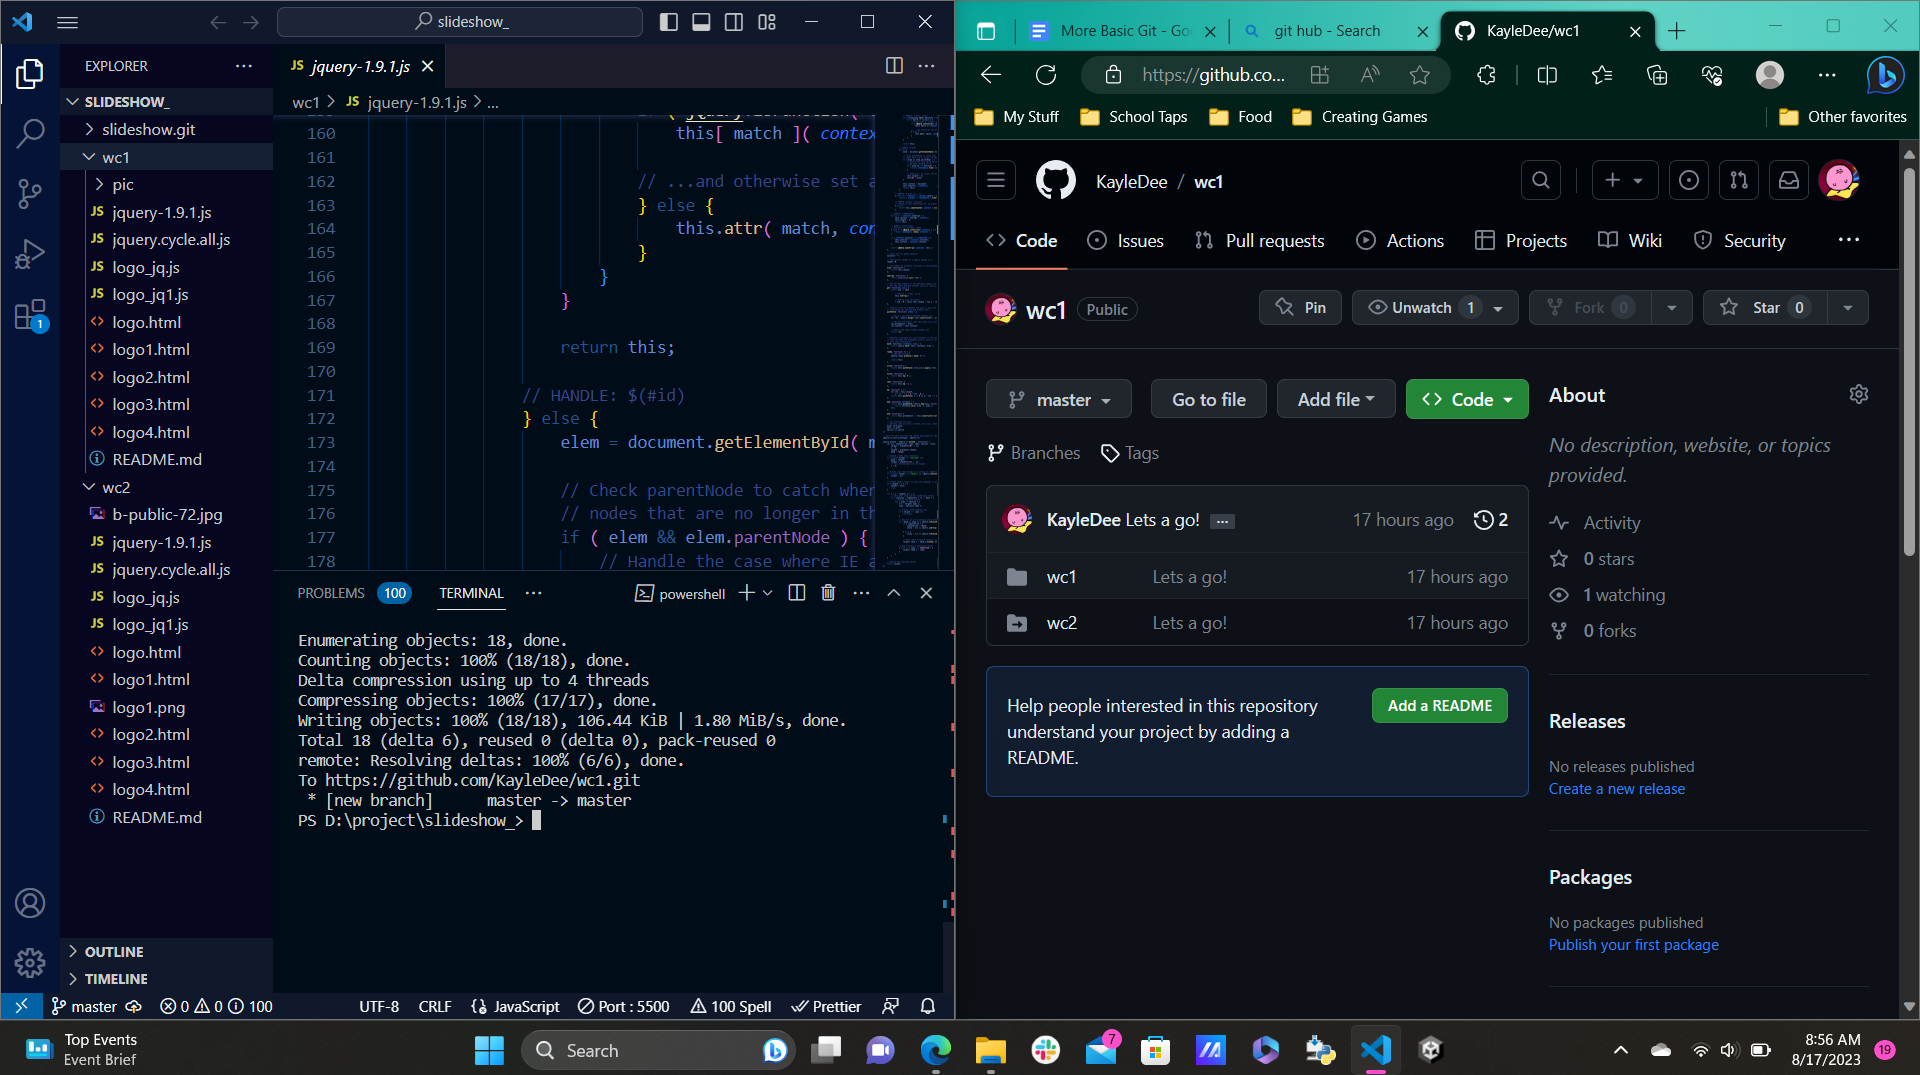 slideshow_
EXPLORER
SLIDESHOW_
slideshow.git
wc1
pic
JS jquery-1.9.1.js
JS jquery.cycle.all.js
JS logo_jq.js
JS logo_jq1.js
logo.html
logo1.html
logo2.html
logo3.html
logo4.html
README.md
wc2
b-public-72.jpg
JS jquery-1.9.1.js
JS jquery.cycle.all.js
JS logo_jq.js
JS logo_jq1.js
logo.html
logo1.html
logo1.png
logo2.html
logo3.html
logo4.html
README.md
OUTLINE
TIMELINE
1
JS jquery-1.9.1.js
wc1 > JS jquery-1.9.1.js > ...
160 this[ match ]( contex
161
162 // ...and otherwise set a
163 } else {
164 this.attr( match, con
165 }
166 }
167 }
168
169 return this;
170
171 // HANDLE: $(#id)
172 } else {
173 elem = document.getElementById( m
174
175 // Check parentNode to catch when
176 // nodes that are no longer in th
177 if ( elem && elem.parentNode ) {
178 // Handle the case where IE a
PROBLEMS 100 TERMINAL ... powershell
Enumerating objects: 18, done.
Counting objects: 100% (18/18), done.
Delta compression using up to 4 threads
Compressing objects: 100% (17/17), done.
Writing objects: 100% (18/18), 106.44 KiB | 1.80 MiB/s, done.
Total 18 (delta 6), reused 0 (delta 0), pack-reused 0
remote: Resolving deltas: 100% (6/6), done.
To https://github.com/KayleDee/wc1.git
* [new branch] master -> master
PS D:\project\slideshow_>
master 0 0 100 UTF-8 CRLF {} JavaScript Port : 5500 100 Spell Prettier
More Basic Git - Goo
git hub - Search
KayleDee/wc1
https://github.co...
My Stuff School Taps Food Creating Games Other favorites
KayleDee / wc1
Code Issues Pull requests Actions Projects Wiki Security ...
wc1 Public Pin Unwatch 1 Fork 0 Star 0
master Go to file Add file Code
Branches Tags
KayleDee Lets a go! ... 17 hours ago 2
wc1 Lets a go! 17 hours ago
wc2 Lets a go! 17 hours ago
Help people interested in this repository
understand your project by adding a
README.
Add a README
About
No description, website, or topics
provided.
Activity
0 stars
1 watching
0 forks
Releases
No releases published
Create a new release
Packages
No packages published
Publish your first package
Top Events
Event Brief
Search
7
8:56 AM
8/17/2023
19